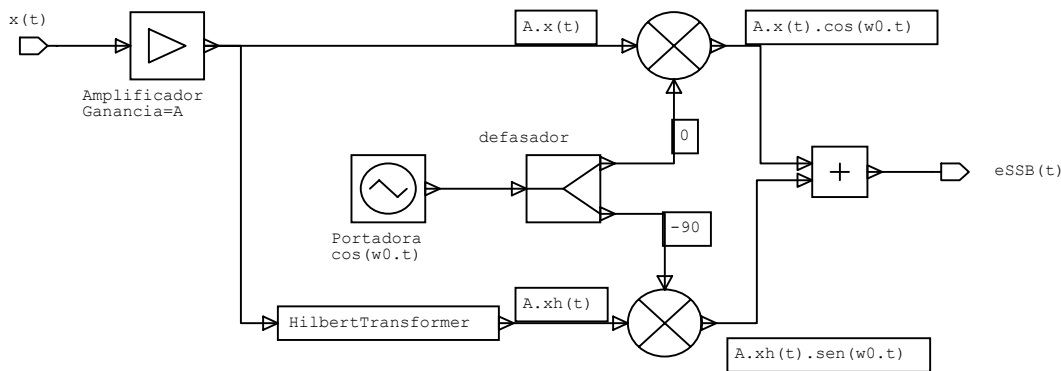 x(t)
A.x(t)
A.x(t).cos(w0.t)
Amplificador
Ganancia=A
defasador
0
+
eSSB(t)
-90
Portadora
cos(w0.t)
A.xh(t)
HilbertTransformer
A.xh(t).sen(w0.t)